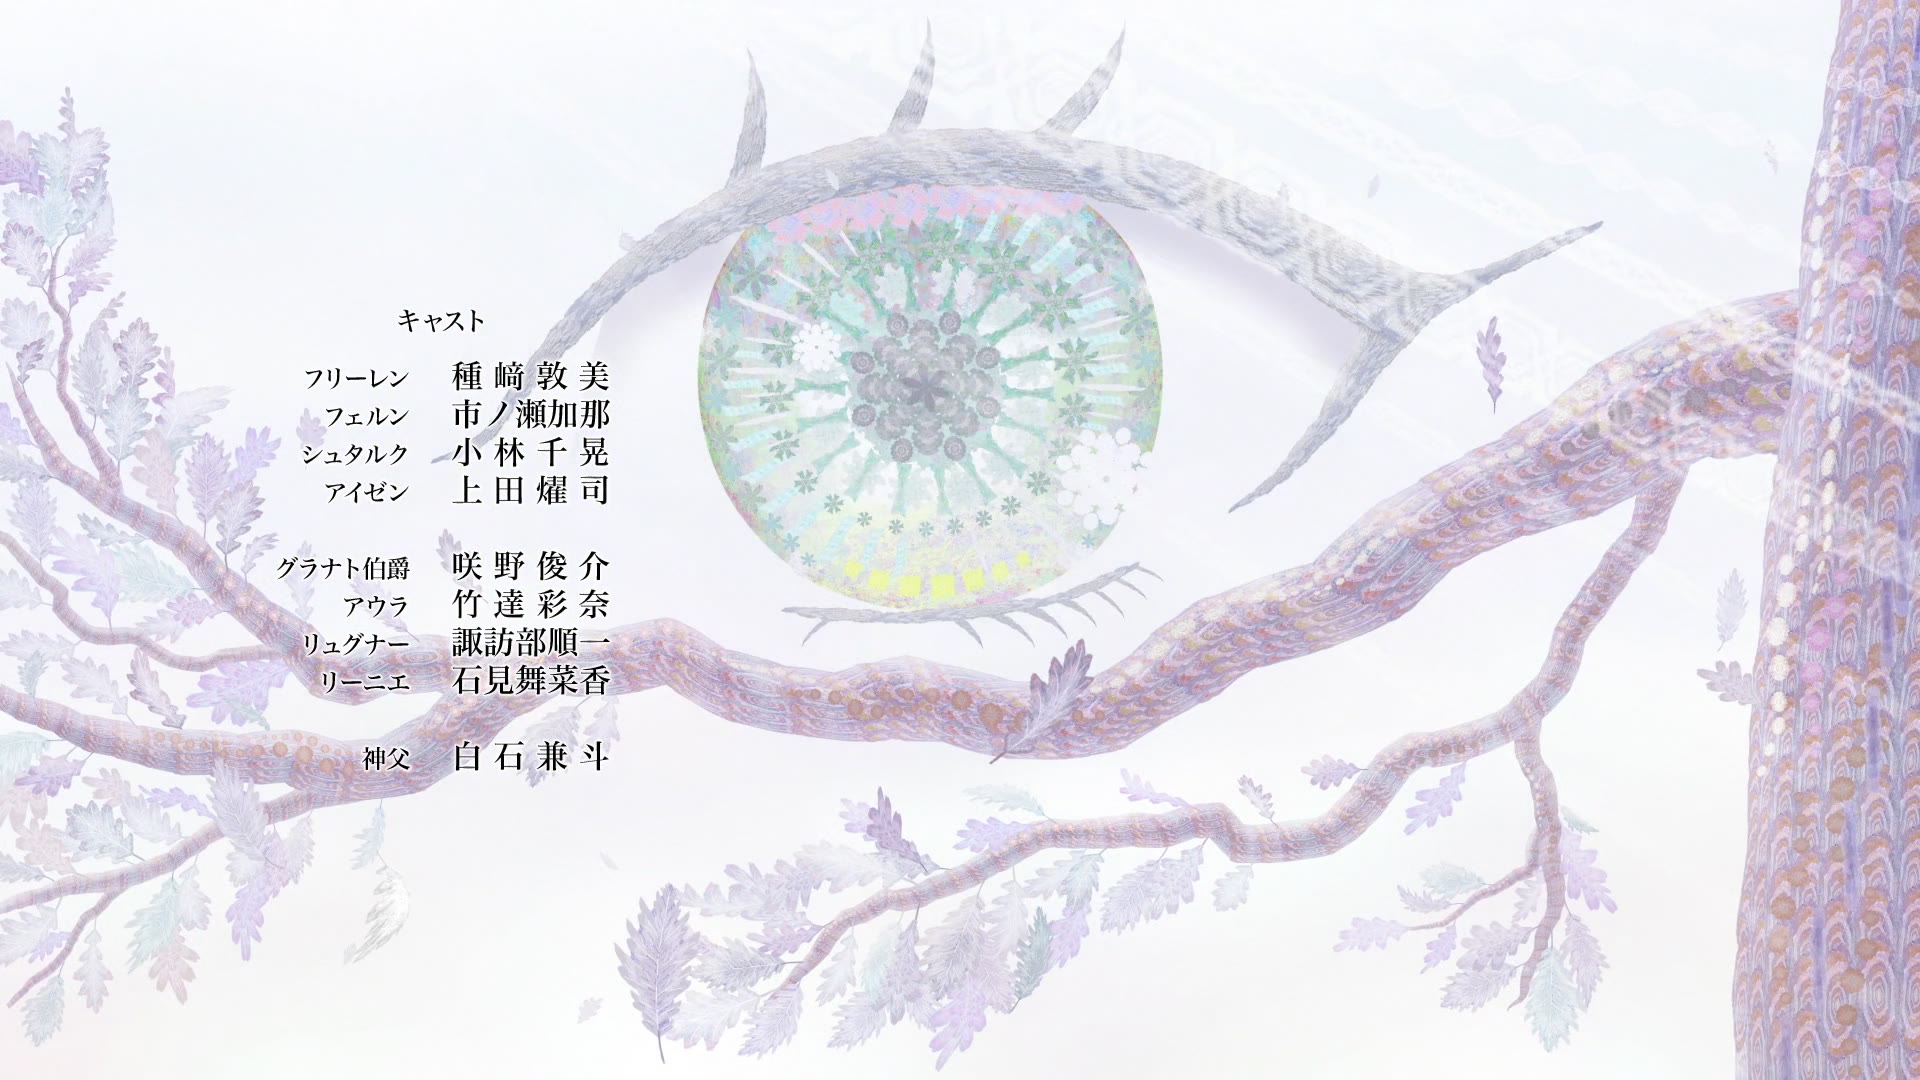 キャスト
フリーレン 種﨑敦美
フェルン 市ノ瀬加那
シュタルク 小林千晃
アイゼン 上田燿司
グラナト伯爵 咲野俊介
アウラ 竹達彩奈
リュグナー 諏訪部順一
リーニエ 石見舞菜香
神父 白石兼斗